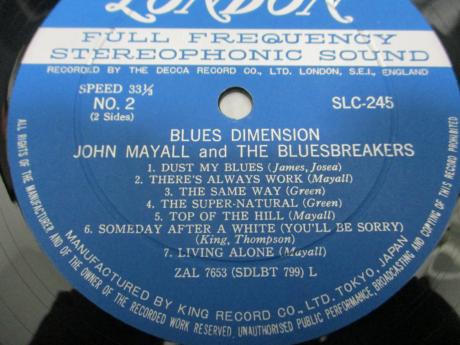 LONDON
FULL FREQUENCY
STEREOPHONIC SOUND
RECORDED BY THE DECCA RECORD CO., LTD. LONDON, S.E.I., ENGLAND
SPEED 33⅓
NO. 2
(2 Sides)
SLC-245
BLUES DIMENSION
JOHN MAYALL and THE BLUESBREAKERS
1. DUST MY BLUES (James, Josea)
2. THERE'S ALWAYS WORK (Mayall)
3. THE SAME WAY (Green)
4. THE SUPER-NATURAL (Green)
5. TOP OF THE HILL (Mayall)
6. SOMEDAY AFTER A WHITE (YOU'LL BE SORRY)
(King, Thompson)
7. LIVING ALONE (Mayall)
ZAL 7653 (SDLBT 799) L
MANUFACTURED BY KING RECORD CO., LTD. TOKYO, JAPAN
ALL RIGHTS OF THE MANUFACTURER AND OF THE OWNER OF THE RECORDED WORK RESERVED. UNAUTHORISED PUBLIC PERFORMANCE, BROADCASTING AND COPYING OF THIS RECORD PROHIBITED